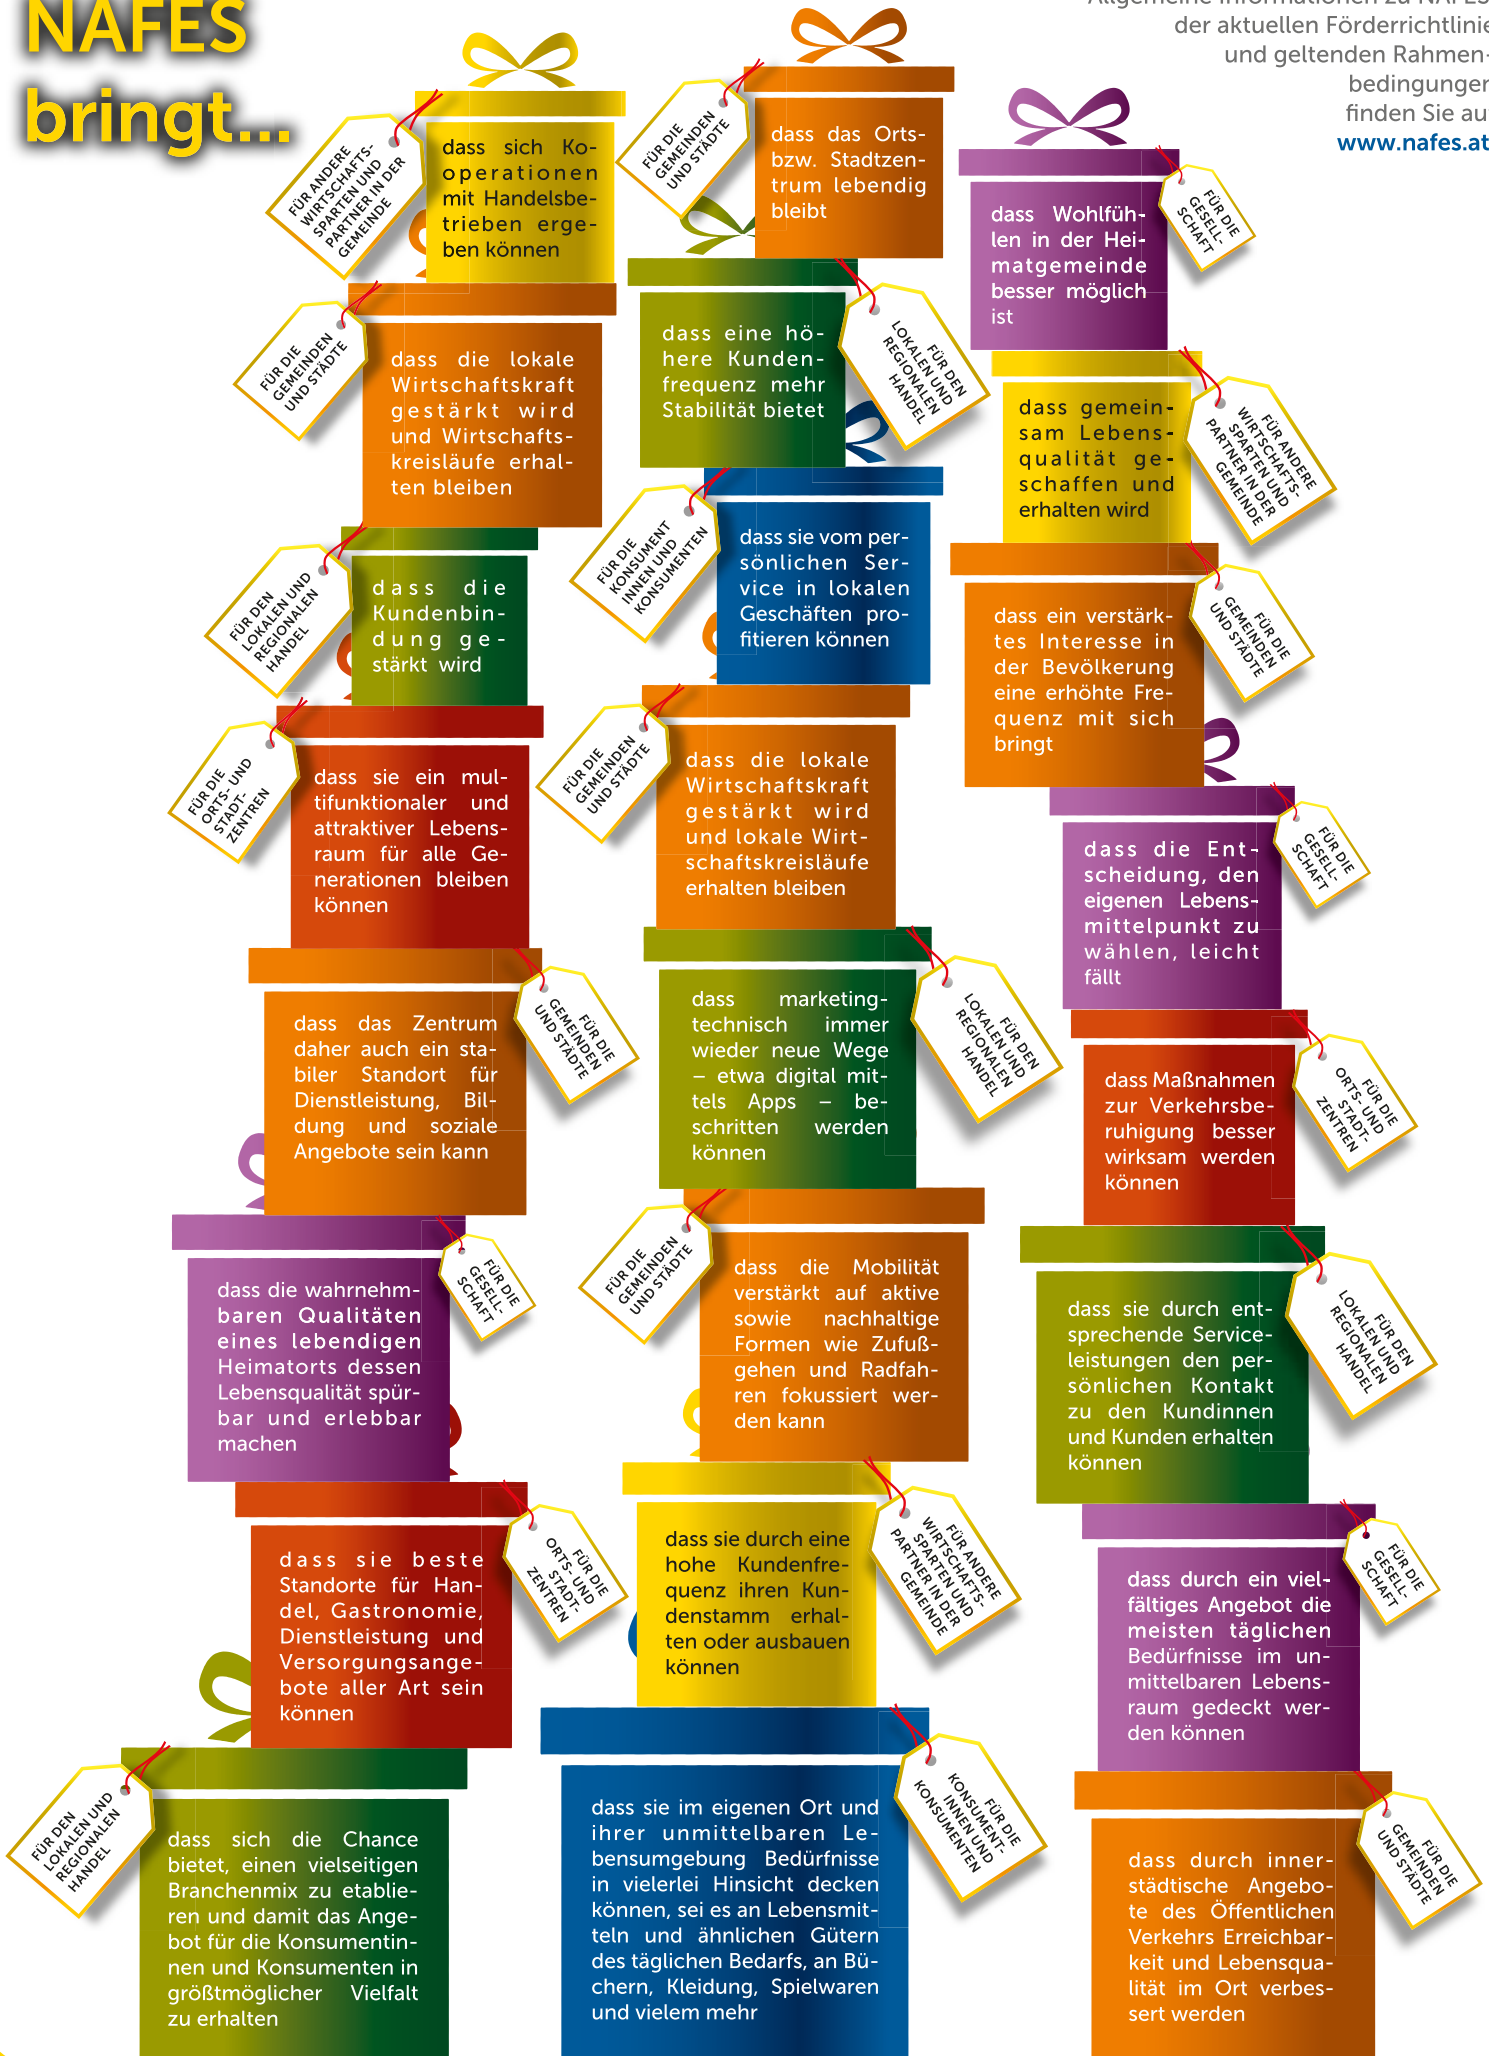 NAFES
bringt...
der aktuellen Förderrichtlinie
und geltenden Rahmen-
bedingungen
finden Sie auf
www.nafes.at
FÜR ANDERE
WIRTSCHAFTS-
SPARTEN UND
PARTNER IN DER
GEMEINDE
dass sich Ko-
operationen
mit Handelsbe-
trieben erge-
ben können
FÜR DIE
GEMEINDEN
UND STÄDTE
dass die lokale
Wirtschaftskraft
gestärkt wird
und Wirtschafts-
kreisläufe erhal-
ten bleiben
FÜR DEN
LOKALEN UND
REGIONALEN
HANDEL
dass die
Kundenbin-
dung ge-
stärkt wird
FÜR DIE
ORTS- UND
STADT-
ZENTREN
dass sie ein mul-
tifunktionaler und
attraktiver Lebens-
raum für alle Ge-
nerationen bleiben
können
dass das Zentrum
daher auch ein sta-
biler Standort für
Dienstleistung, Bil-
dung und soziale
Angebote sein kann
FÜR DIE
GEMEINDEN
UND STÄDTE
dass die wahrnehm-
baren Qualitäten
eines lebendigen
Heimatorts dessen
Lebensqualität spür-
bar und erlebbar
machen
FÜR DIE
GESELL-
SCHAFT
dass sie beste
Standorte für Han-
del, Gastronomie,
Dienstleistung und
Versorgungsange-
bote aller Art sein
können
FÜR DIE
ORTS- UND
STADT-
ZENTREN
FÜR DEN
LOKALEN UND
REGIONALEN
HANDEL
dass sich die Chance
bietet, einen vielseitigen
Branchenmix zu etablie-
ren und damit das Ange-
bot für die Konsumentin-
nen und Konsumenten in
größtmöglicher Vielfalt
zu erhalten
FÜR DIE
GEMEINDEN
UND STÄDTE
dass das Orts-
bzw. Stadtzen-
trum lebendig
bleibt
dass eine hö-
here Kunden-
frequenz mehr
Stabilität bietet
FÜR DEN
LOKALEN UND
REGIONALEN
HANDEL
FÜR DIE
KONSUMENT
INNEN UND
KONSUMENTEN
dass sie vom per-
sönlichen Ser-
vice in lokalen
Geschäften pro-
fitieren können
FÜR DIE
GEMEINDEN
UND STÄDTE
dass die lokale
Wirtschaftskraft
gestärkt wird
und lokale Wirt-
schaftskreisläufe
erhalten bleiben
dass marketing-
technisch immer
wieder neue Wege
– etwa digital mit-
tels Apps – be-
schritten werden
können
FÜR DEN
LOKALEN UND
REGIONALEN
HANDEL
FÜR DIE
GEMEINDEN
UND STÄDTE
dass die Mobilität
verstärkt auf aktive
sowie nachhaltige
Formen wie Zufuß-
gehen und Radfah-
ren fokussiert wer-
den kann
dass sie durch eine
hohe Kundenfre-
quenz ihren Kun-
denstamm erhal-
ten oder ausbauen
können
FÜR ANDERE
WIRTSCHAFTS-
SPARTEN UND
PARTNER IN DER
GEMEINDE
dass sie im eigenen Ort und
ihrer unmittelbaren Le-
bensumgebung Bedürfnisse
in vielerlei Hinsicht decken
können, sei es an Lebensmit-
teln und ähnlichen Gütern
des täglichen Bedarfs, an Bü-
chern, Kleidung, Spielwaren
und vielem mehr
FÜR DIE
KONSUMENT-
INNEN UND
KONSUMENTEN
dass Wohlfüh-
len in der Hei-
matgemeinde
besser möglich
ist
FÜR DIE
GESELL-
SCHAFT
dass gemein-
sam Lebens-
qualität ge-
schaffen und
erhalten wird
FÜR ANDERE
WIRTSCHAFTS-
SPARTEN UND
PARTNER IN DER
GEMEINDE
dass ein verstärk-
tes Interesse in
der Bevölkerung
eine erhöhte Fre-
quenz mit sich
bringt
FÜR DIE
GEMEINDEN
UND STÄDTE
dass die Ent-
scheidung, den
eigenen Lebens-
mittelpunkt zu
wählen, leicht
fällt
FÜR DIE
GESELL-
SCHAFT
dass Maßnahmen
zur Verkehrsbe-
ruhigung besser
wirksam werden
können
FÜR DIE
ORTS- UND
STADT-
ZENTREN
dass sie durch ent-
sprechende Service-
leistungen den per-
sönlichen Kontakt
zu den Kundinnen
und Kunden erhalten
können
FÜR DEN
LOKALEN UND
REGIONALEN
HANDEL
dass durch ein viel-
fältiges Angebot die
meisten täglichen
Bedürfnisse im un-
mittelbaren Lebens-
raum gedeckt wer-
den können
FÜR DIE
GESELL-
SCHAFT
dass durch inner-
städtische Angebo-
te des Öffentlichen
Verkehrs Erreichbar-
keit und Lebensqua-
lität im Ort verbes-
sert werden
FÜR DIE
GEMEINDEN
UND STÄDTE